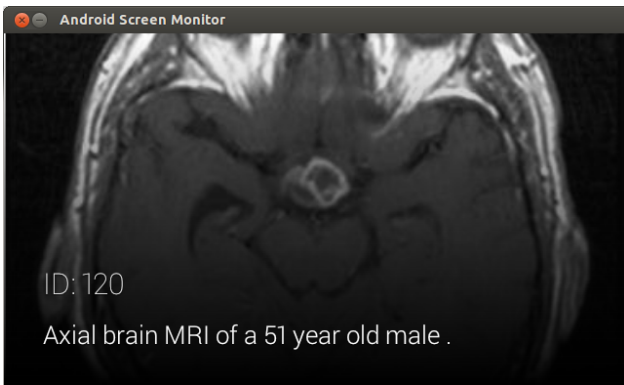 Android Screen Monitor
ID: 120
Axial brain MRI of a 51 year old male .